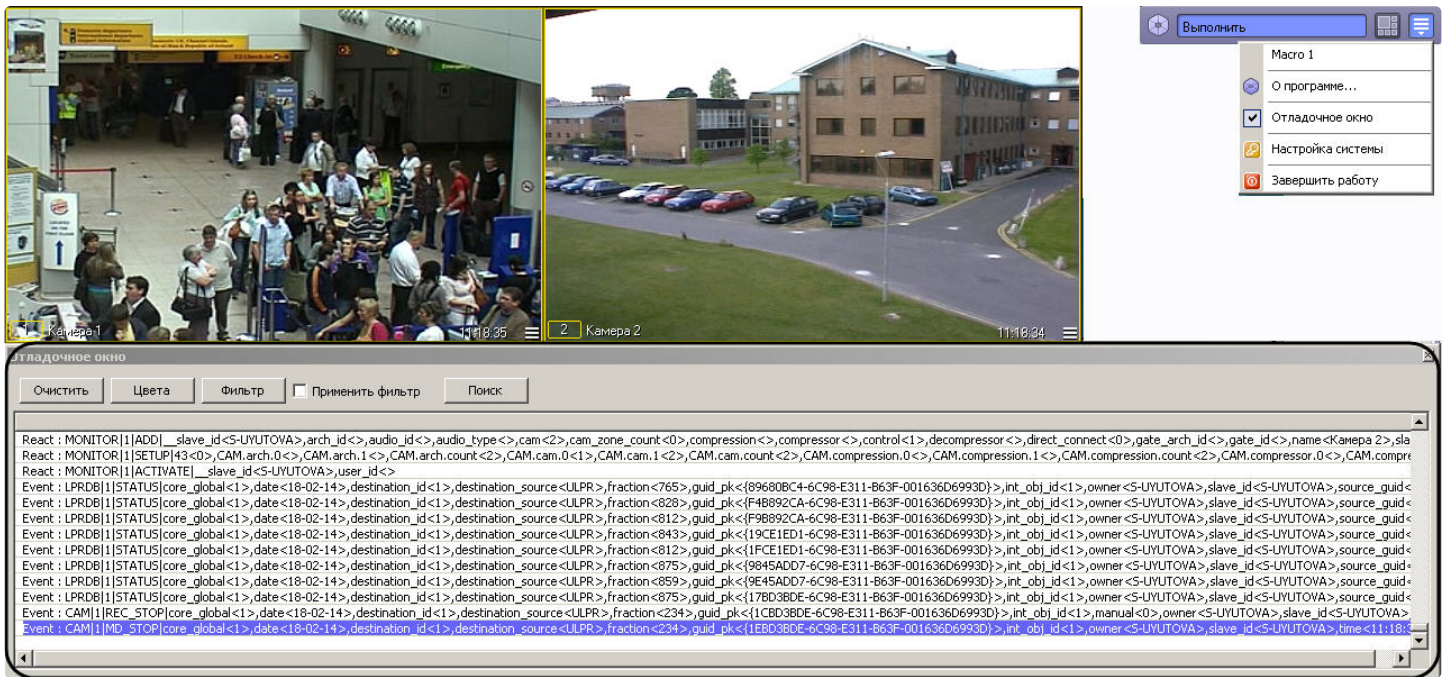 Выполнить
Macro 1
О программе...
Отладочное окно
Настройка системы
Завершить работу
1 Камера 1 11:18:35
2 Камера 2 11:18:34
Отладочное окно
Очистить Цвета Фильтр Применить фильтр Поиск
React : MONITOR|1|ADD|__slave_id<S-UYUTOVA>,arch_id<>,audio_id<>,audio_type<>,cam<2>,cam_zone_count<0>,compression<>,compressor<>,control<1>,decompressor<>,direct_connect<0>,gate_arch_id<>,gate_id<>,name<Камера 2>,sla
React : MONITOR|1|SETUP|43<0>,CAM.arch.0<>,CAM.arch.1<>,CAM.arch.count<2>,CAM.cam.0<1>,CAM.cam.1<2>,CAM.cam.count<2>,CAM.compression.0<>,CAM.compression.1<>,CAM.compression.count<2>,CAM.compressor.0<>,CAM.compre
React : MONITOR|1|ACTIVATE|__slave_id<S-UYUTOVA>,user_id<>
Event : LPRDB|1|STATUS|core_global<1>,date<18-02-14>,destination_id<1>,destination_source<ULPR>,fraction<765>,guid_pk<{89680BC4-6C98-E311-B63F-001636D6993D}>,int_obj_id<1>,owner<S-UYUTOVA>,slave_id<S-UYUTOVA>,source_guid<
Event : LPRDB|1|STATUS|core_global<1>,date<18-02-14>,destination_id<1>,destination_source<ULPR>,fraction<828>,guid_pk<{F4B892CA-6C98-E311-B63F-001636D6993D}>,int_obj_id<1>,owner<S-UYUTOVA>,slave_id<S-UYUTOVA>,source_guid<
Event : LPRDB|1|STATUS|core_global<1>,date<18-02-14>,destination_id<1>,destination_source<ULPR>,fraction<812>,guid_pk<{F9B892CA-6C98-E311-B63F-001636D6993D}>,int_obj_id<1>,owner<S-UYUTOVA>,slave_id<S-UYUTOVA>,source_guid<
Event : LPRDB|1|STATUS|core_global<1>,date<18-02-14>,destination_id<1>,destination_source<ULPR>,fraction<843>,guid_pk<{19CE1ED1-6C98-E311-B63F-001636D6993D}>,int_obj_id<1>,owner<S-UYUTOVA>,slave_id<S-UYUTOVA>,source_guid<
Event : LPRDB|1|STATUS|core_global<1>,date<18-02-14>,destination_id<1>,destination_source<ULPR>,fraction<812>,guid_pk<{1FCE1ED1-6C98-E311-B63F-001636D6993D}>,int_obj_id<1>,owner<S-UYUTOVA>,slave_id<S-UYUTOVA>,source_guid<
Event : LPRDB|1|STATUS|core_global<1>,date<18-02-14>,destination_id<1>,destination_source<ULPR>,fraction<875>,guid_pk<{9845ADD7-6C98-E311-B63F-001636D6993D}>,int_obj_id<1>,owner<S-UYUTOVA>,slave_id<S-UYUTOVA>,source_guid<
Event : LPRDB|1|STATUS|core_global<1>,date<18-02-14>,destination_id<1>,destination_source<ULPR>,fraction<859>,guid_pk<{9E45ADD7-6C98-E311-B63F-001636D6993D}>,int_obj_id<1>,owner<S-UYUTOVA>,slave_id<S-UYUTOVA>,source_guid<
Event : LPRDB|1|STATUS|core_global<1>,date<18-02-14>,destination_id<1>,destination_source<ULPR>,fraction<875>,guid_pk<{17BD3BDE-6C98-E311-B63F-001636D6993D}>,int_obj_id<1>,owner<S-UYUTOVA>,slave_id<S-UYUTOVA>,source_guid<
Event : CAM|1|REC_STOP|core_global<1>,date<18-02-14>,destination_id<1>,destination_source<ULPR>,fraction<234>,guid_pk<{1CBD3BDE-6C98-E311-B63F-001636D6993D}>,int_obj_id<1>,manual<0>,owner<S-UYUTOVA>,slave_id<S-UYUTOVA>,
Event : CAM|1|MD_STOP|core_global<1>,date<18-02-14>,destination_id<1>,destination_source<ULPR>,fraction<234>,guid_pk<{1EBD3BDE-6C98-E311-B63F-001636D6993D}>,int_obj_id<1>,owner<S-UYUTOVA>,slave_id<S-UYUTOVA>,time<11:18:3